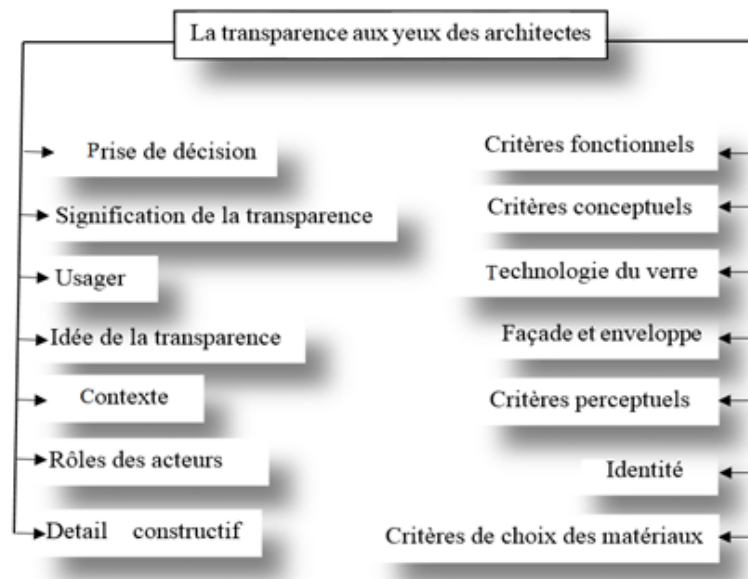 La transparence aux yeux des architectes
Prise de décision
Signification de la transparence
Usager
Idée de la transparence
Contexte
Rôles des acteurs
Detail constructif
Critères fonctionnels
Critères conceptuels
Technologie du verre
Façade et enveloppe
Critères perceptuels
Identité
Critères de choix des matériaux